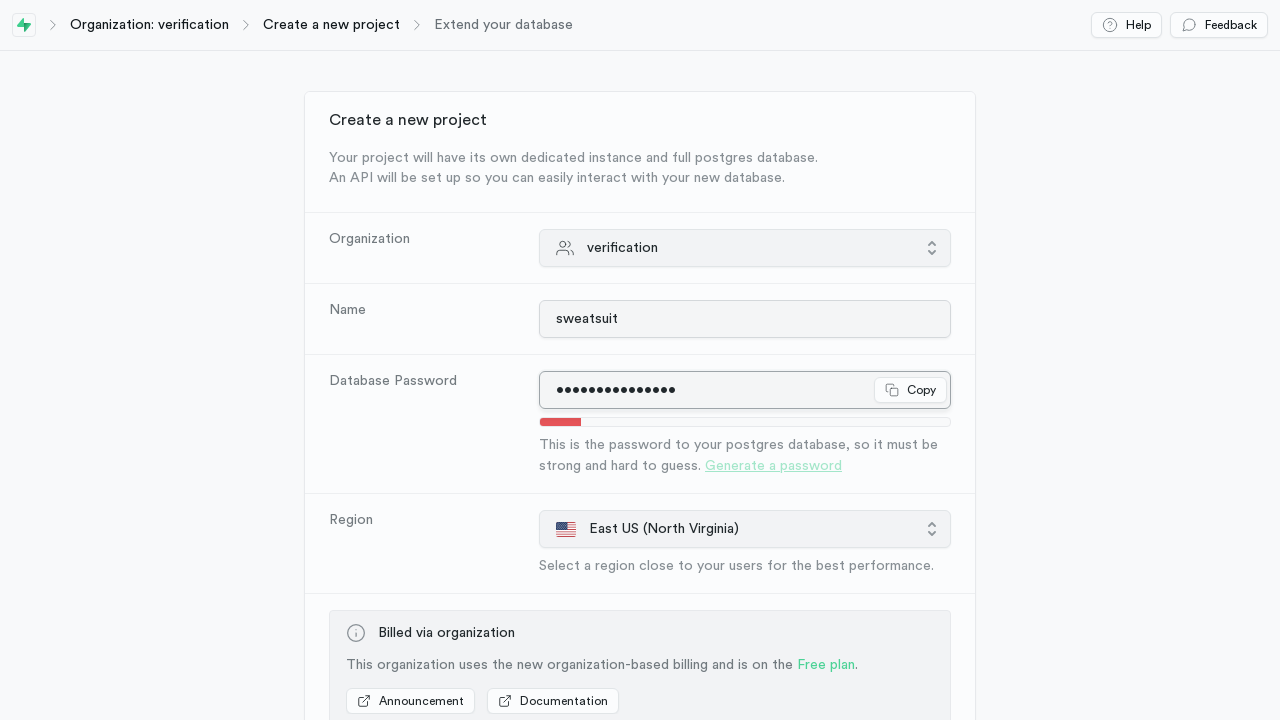 Organization: verification
Create a new project
Extend your database
Help
Feedback
Create a new project
Your project will have its own dedicated instance and full postgres database.
An API will be set up so you can easily interact with your new database.
Organization
verification
Name
sweatsuit
Database Password
•••••••••••••••
Copy
This is the password to your postgres database, so it must be
strong and hard to guess. Generate a password
Region
East US (North Virginia)
Select a region close to your users for the best performance.
Billed via organization
This organization uses the new organization-based billing and is on the Free plan.
Announcement
Documentation